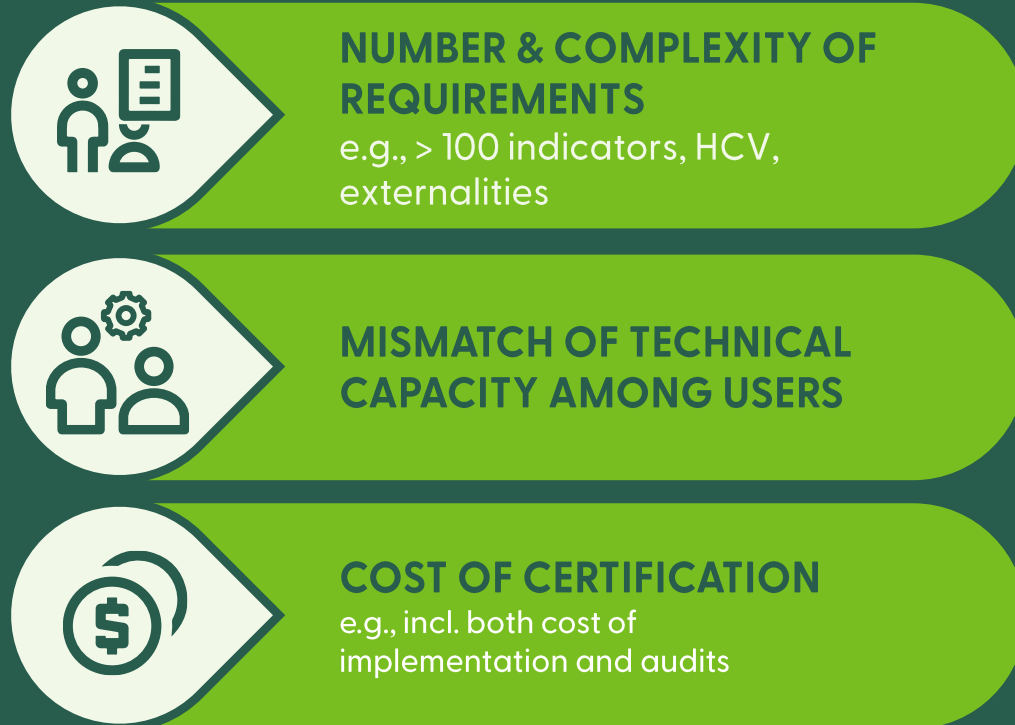 NUMBER & COMPLEXITY OF
REQUIREMENTS
e.g., > 100 indicators, HCV,
externalities
MISMATCH OF TECHNICAL
CAPACITY AMONG USERS
$
COST OF CERTIFICATION
e.g., incl. both cost of
implementation and audits